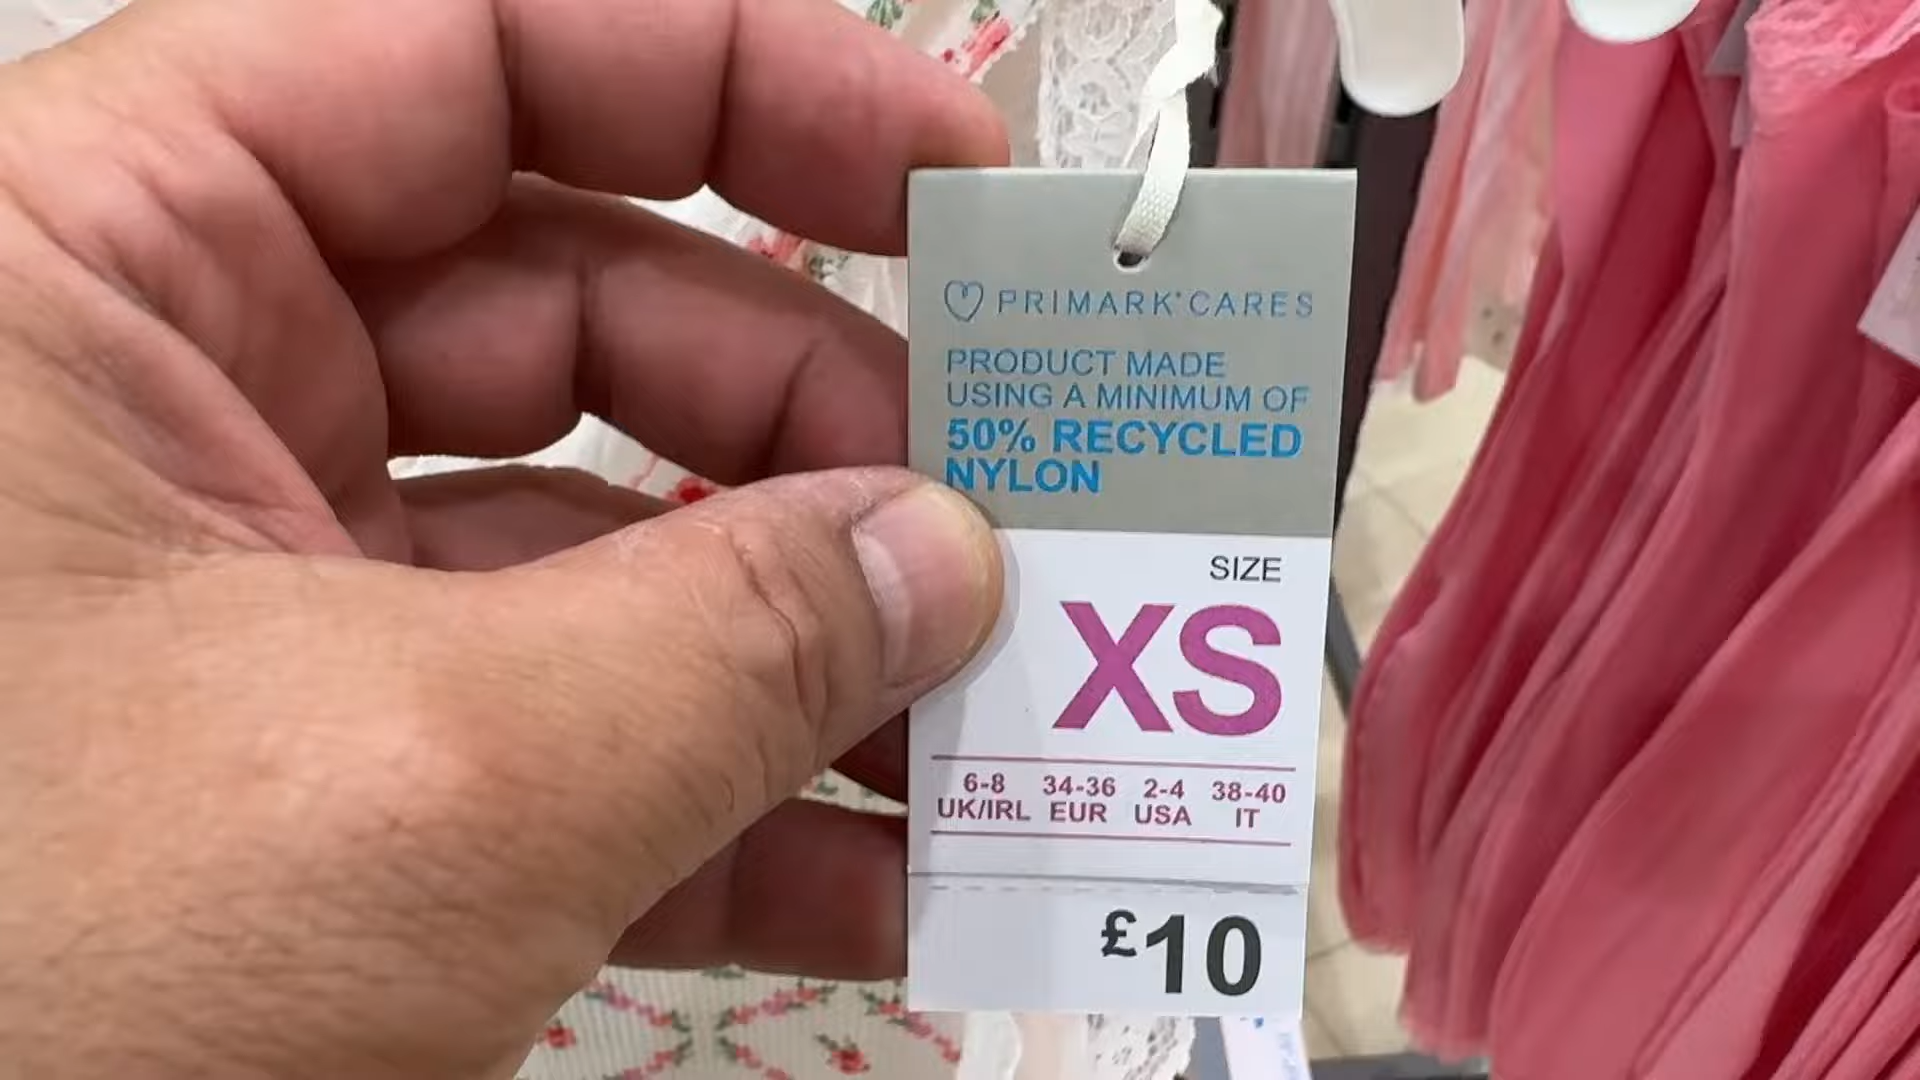 PRIMARK® CARES
PRODUCT MADE
USING A MINIMUM OF
50% RECYCLED
NYLON
SIZE
XS
6-8 34-36 2-4 38-40
UK/IRL EUR USA IT
£10